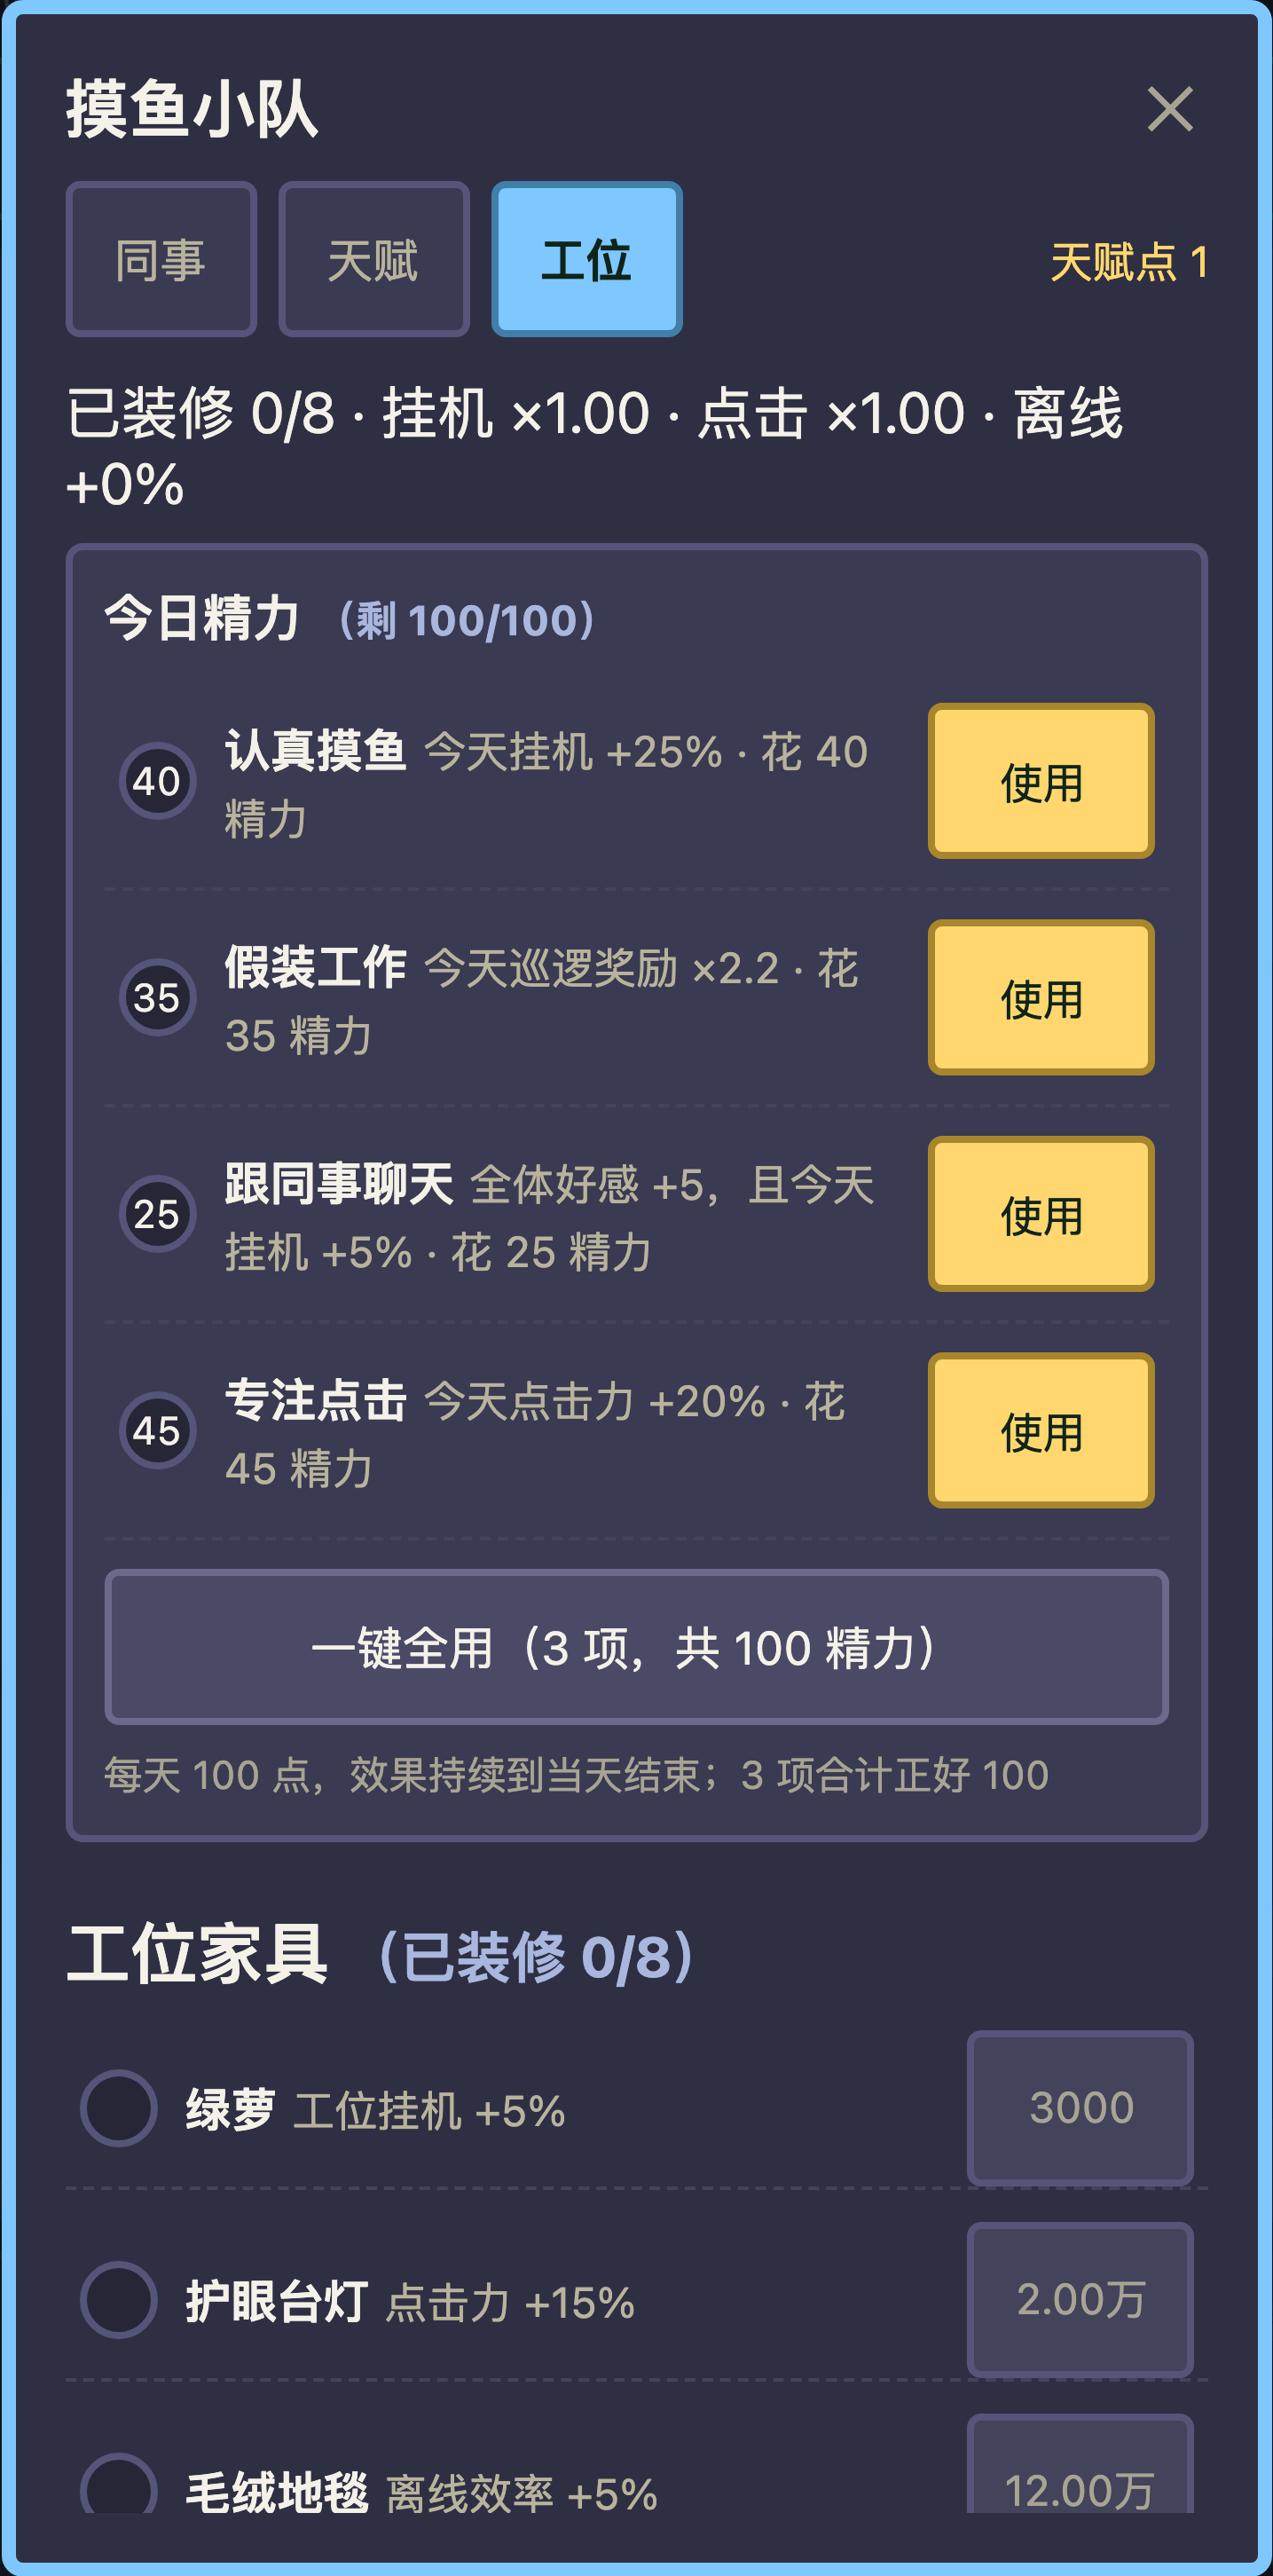 摸鱼小队
同事
天赋
工位
天赋点 1
已装修 0/8 · 挂机 ×1.00 · 点击 ×1.00 · 离线
+0%
今日精力 （剩 100/100）
40
认真摸鱼 今天挂机 +25% · 花 40
精力
使用
35
假装工作 今天巡逻奖励 ×2.2 · 花
35 精力
使用
25
跟同事聊天 全体好感 +5，且今天
挂机 +5% · 花 25 精力
使用
45
专注点击 今天点击力 +20% · 花
45 精力
使用
一键全用（3 项，共 100 精力）
每天 100 点，效果持续到当天结束；3 项合计正好 100
工位家具 （已装修 0/8）
绿萝 工位挂机 +5%
3000
护眼台灯 点击力 +15%
2.00万
毛绒地毯 离线效率 +5%
12.00万